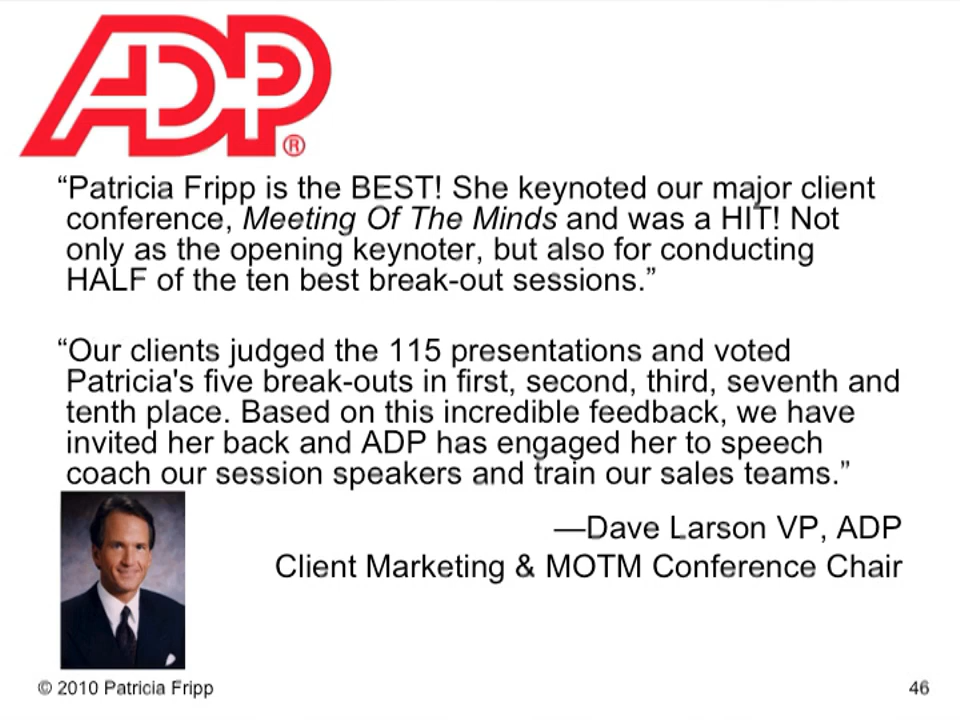 ADP®
“Patricia Fripp is the BEST! She keynoted our major client
conference, Meeting Of The Minds and was a HIT! Not
only as the opening keynoter, but also for conducting
HALF of the ten best break-out sessions.”
“Our clients judged the 115 presentations and voted
Patricia's five break-outs in first, second, third, seventh and
tenth place. Based on this incredible feedback, we have
invited her back and ADP has engaged her to speech
coach our session speakers and train our sales teams.”
—Dave Larson VP, ADP
Client Marketing & MOTM Conference Chair
© 2010 Patricia Fripp
46